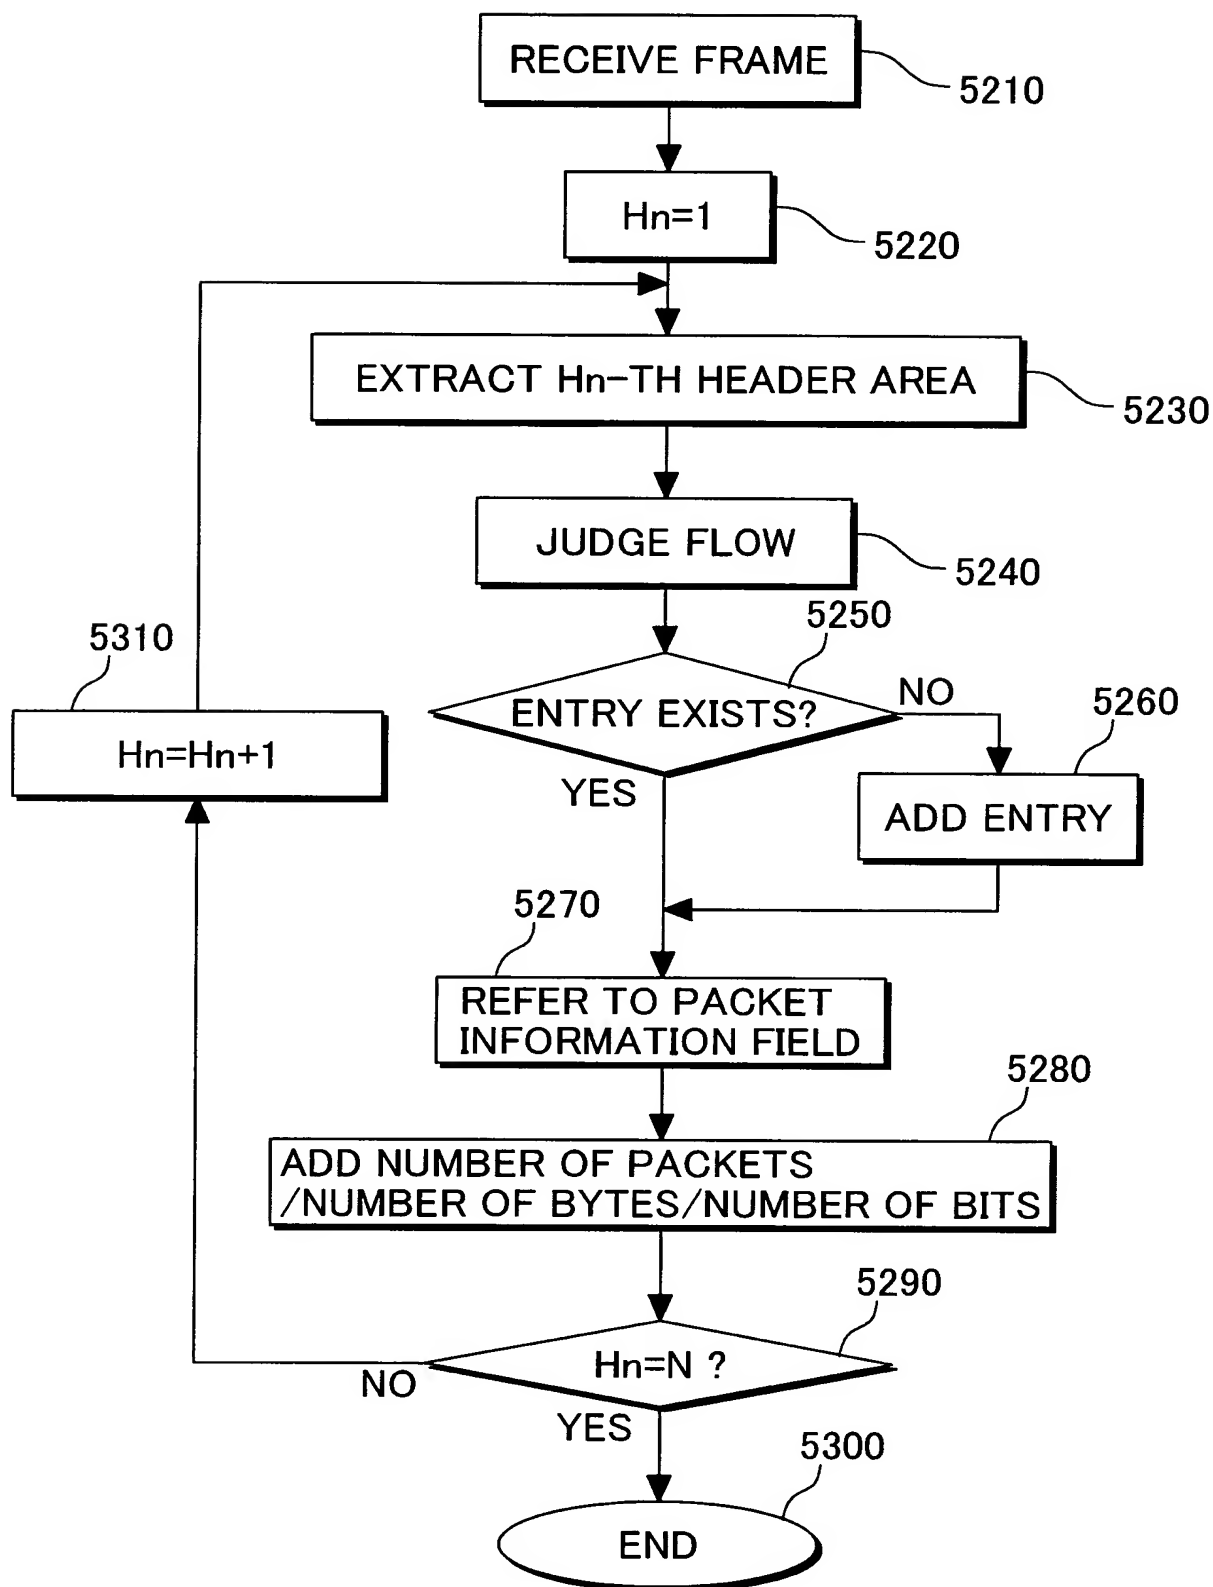 RECEIVE FRAME
5210
Hn=1
5220
EXTRACT Hn-TH HEADER AREA
5230
JUDGE FLOW
5240
5250
ENTRY EXISTS?
NO
YES
5260
ADD ENTRY
5310
Hn=Hn+1
5270
REFER TO PACKET
INFORMATION FIELD
5280
ADD NUMBER OF PACKETS
/NUMBER OF BYTES/NUMBER OF BITS
5290
Hn=N ?
NO
YES
5300
END